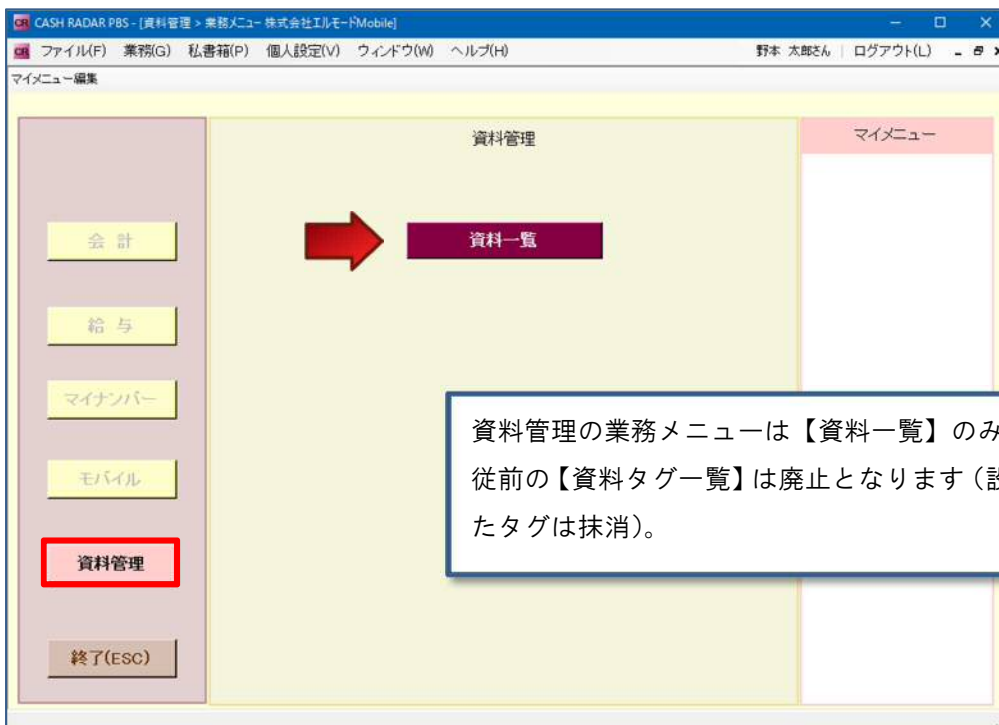 CR CASH RADAR PBS - [資料管理 > 業務メニュー 株式会社エルモードMobile]
CR ファイル(F) 業務(G) 私書箱(P) 個人設定(V) ウィンドウ(W) ヘルプ(H) 野本 太郎さん ログアウト(L)
マイメニュー編集
資料管理
マイメニュー
会 計
資料一覧
給 与
マイナンバー
モバイル
資料管理
終了(ESC)
資料管理の業務メニューは【資料一覧】のみ
従前の【資料タグ一覧】は廃止となります（設
たタグは抹消）。